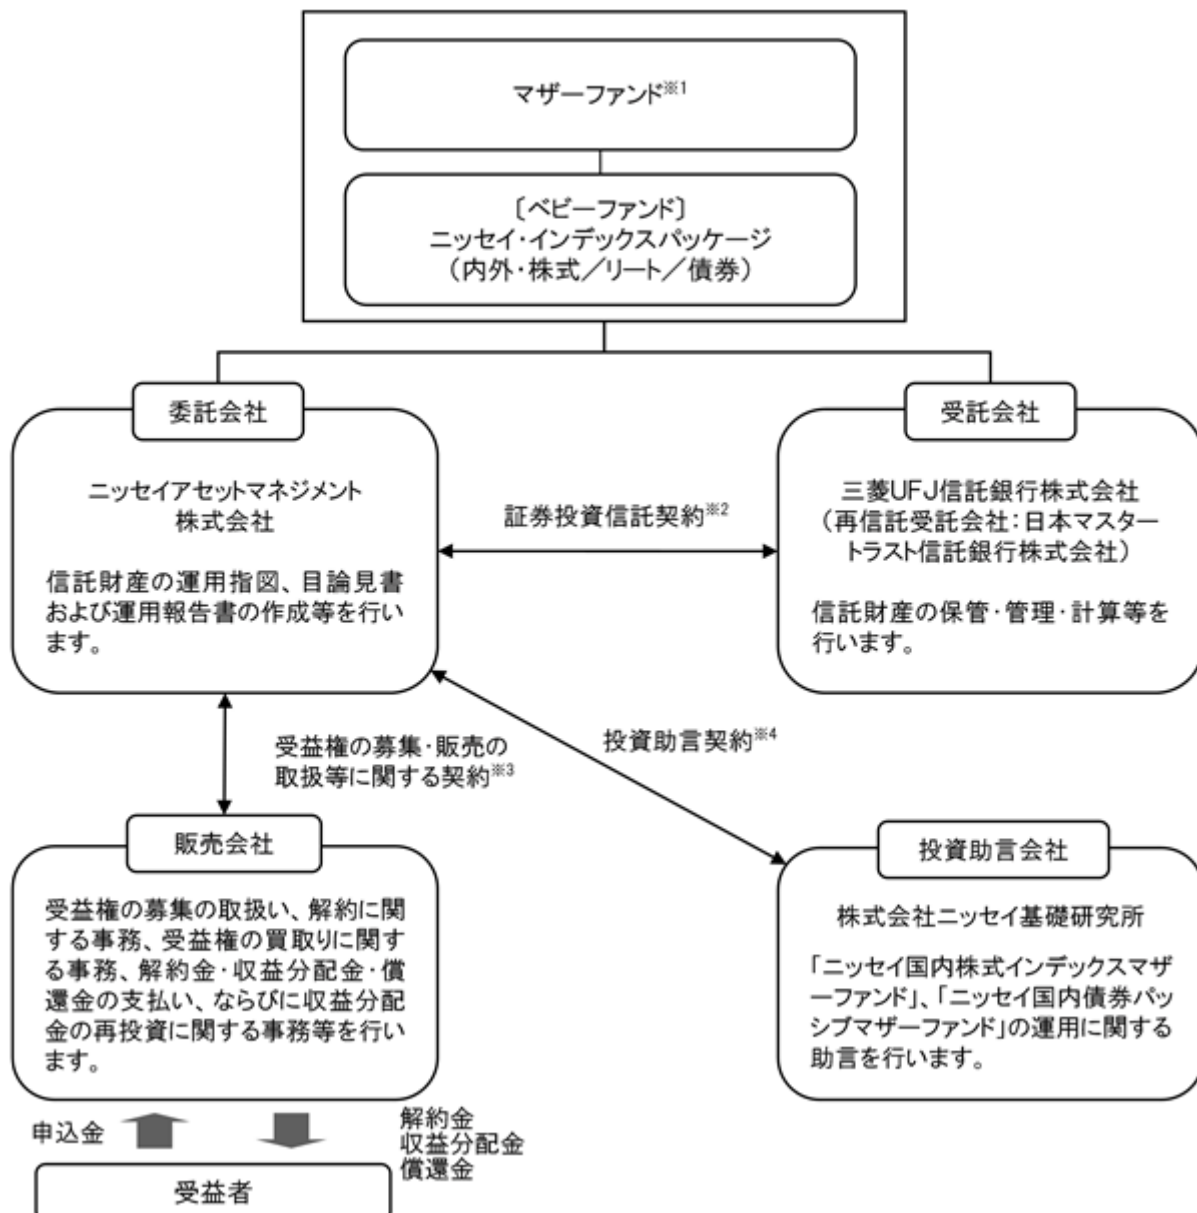 マザーファンド※1
〔ベビーファンド〕
ニッセイ・インデックスパッケージ
（内外・株式／リート／債券）
委託会社
ニッセイアセットマネジメント
株式会社
信託財産の運用指図、目論見書
および運用報告書の作成等を行い
ます。
証券投資信託契約※2
受託会社
三菱UFJ信託銀行株式会社
（再信託受託会社：日本マスター
トラスト信託銀行株式会社）
信託財産の保管・管理・計算等を
行います。
受益権の募集・販売の
取扱等に関する契約※3
投資助言契約※4
販売会社
受益権の募集の取扱い、解約に関
する事務、受益権の買取りに関す
る事務、解約金・収益分配金・償
還金の支払い、ならびに収益分配
金の再投資に関する事務等を行い
ます。
投資助言会社
株式会社ニッセイ基礎研究所
「ニッセイ国内株式インデックスマザ
ーファンド」、「ニッセイ国内債券パッ
シブマザーファンド」の運用に関する
助言を行います。
申込金
解約金
収益分配金
償還金
受益者